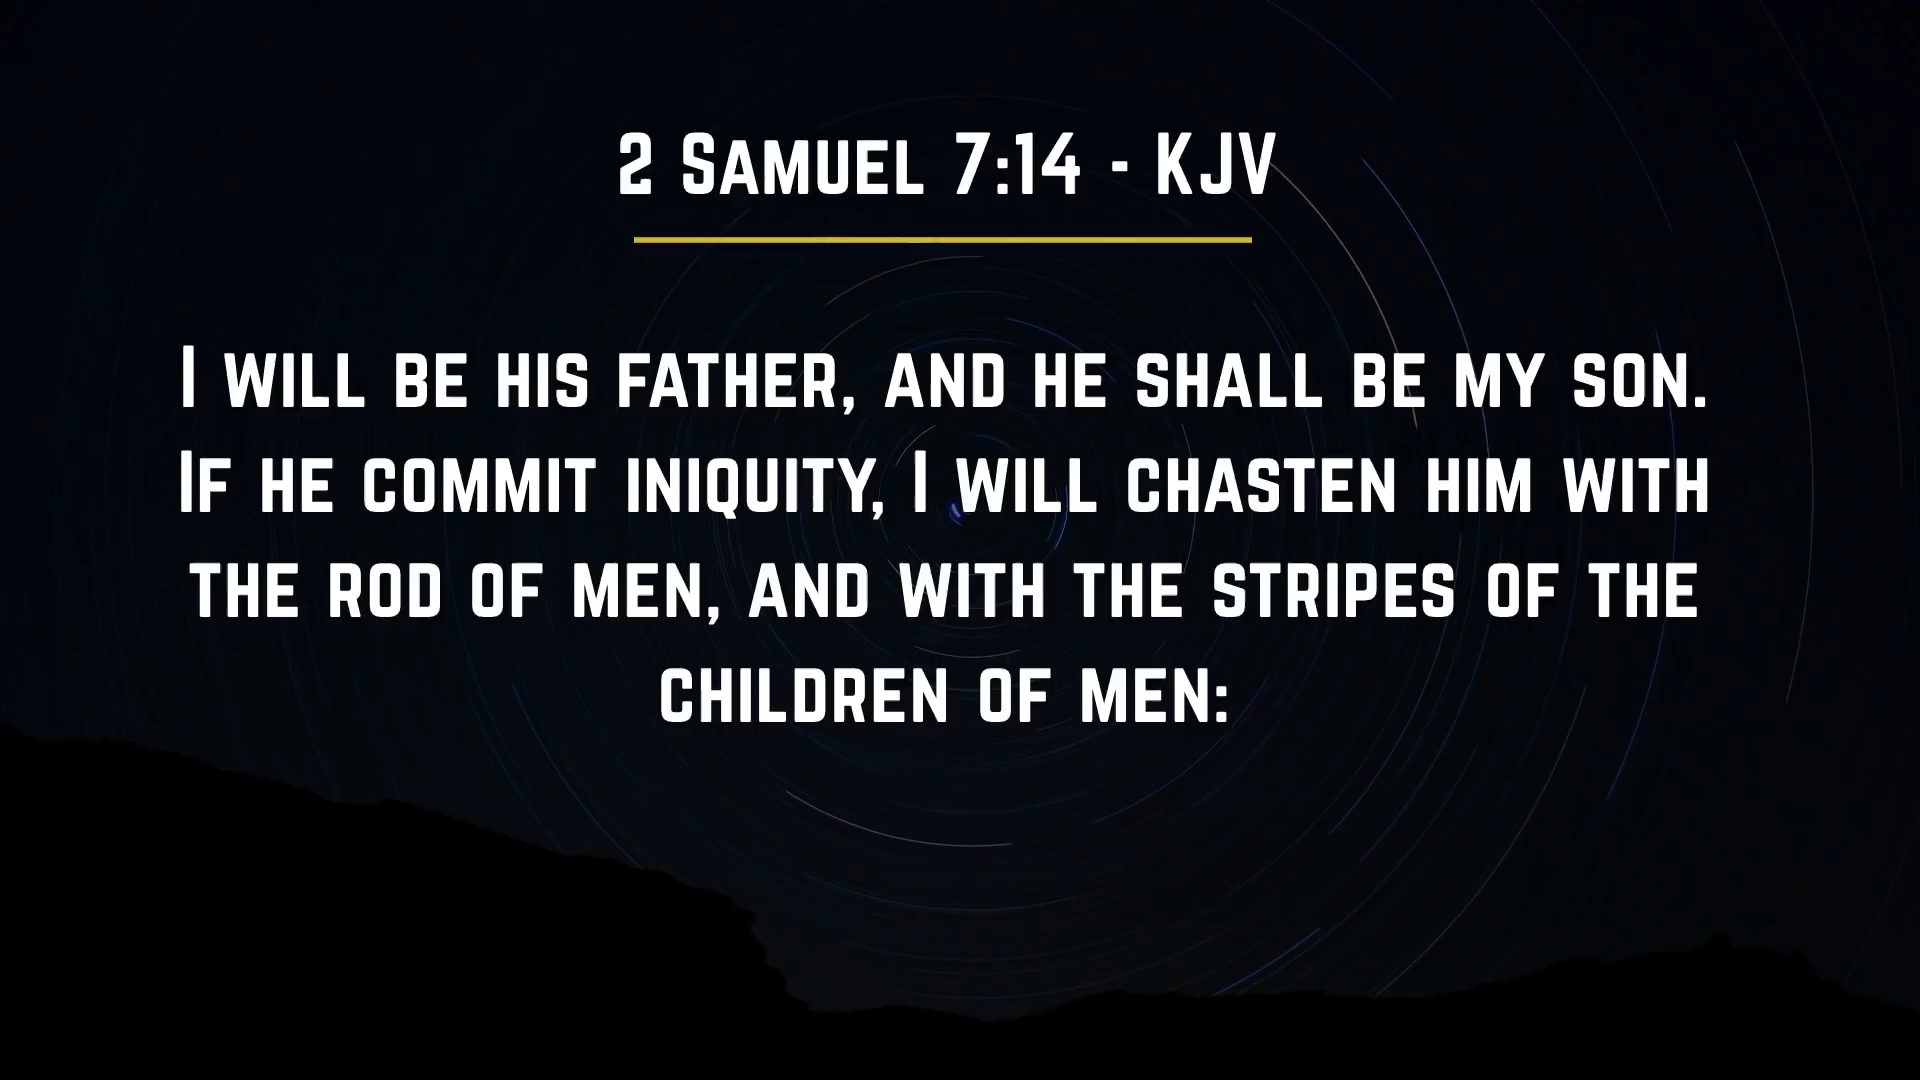 2 Samuel 7:14 - KJV
I will be his father, and he shall be my son.
If he commit iniquity, I will chasten him with
the rod of men, and with the stripes of the
children of men: